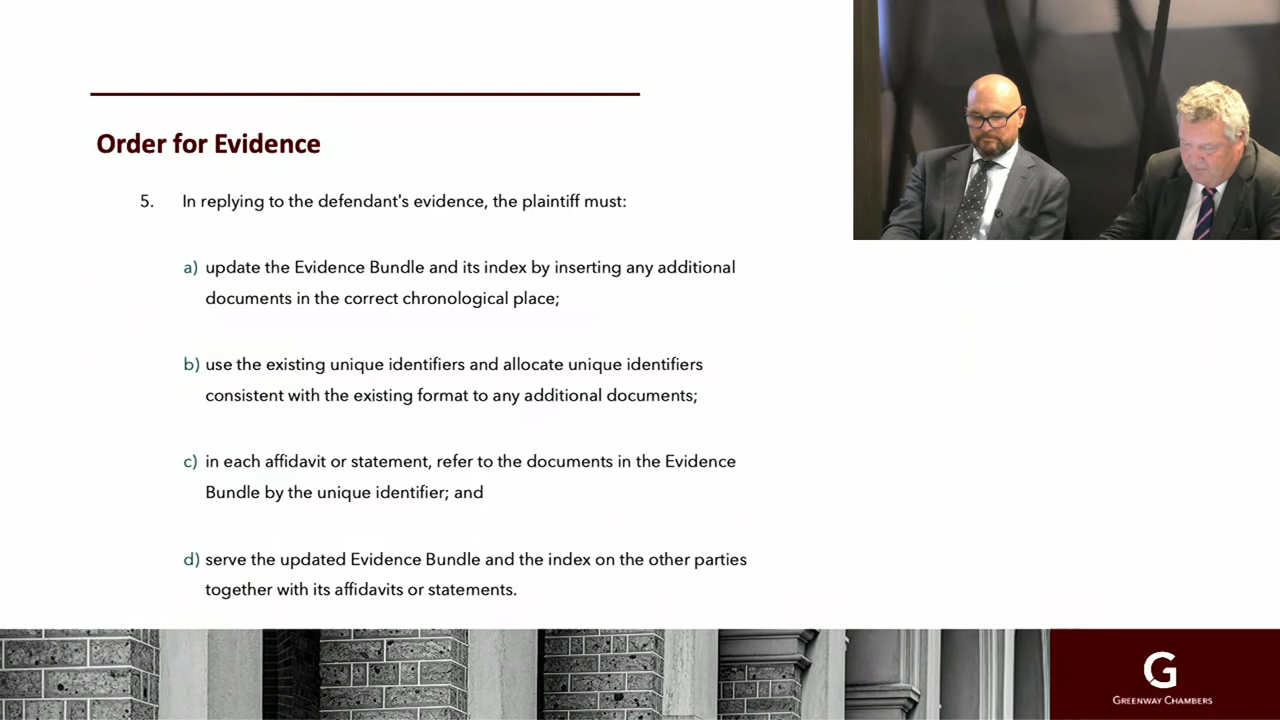 Order for Evidence
5. In replying to the defendant's evidence, the plaintiff must:
a) update the Evidence Bundle and its index by inserting any additional
documents in the correct chronological place;
b) use the existing unique identifiers and allocate unique identifiers
consistent with the existing format to any additional documents;
c) in each affidavit or statement, refer to the documents in the Evidence
Bundle by the unique identifier; and
d) serve the updated Evidence Bundle and the index on the other parties
together with its affidavits or statements.
G
GREENWAY CHAMBERS